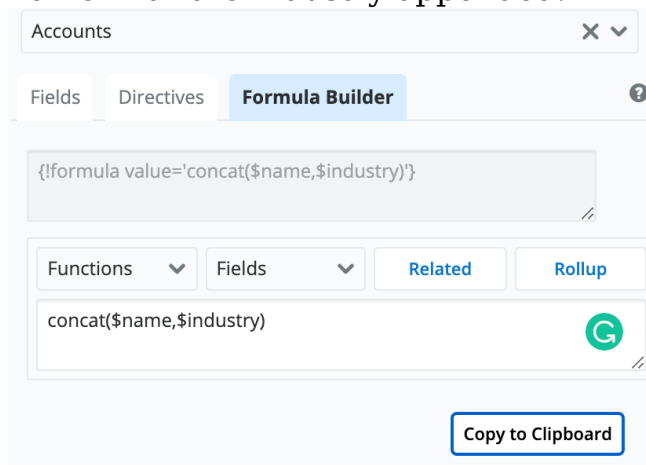 Accounts
Fields Directives Formula Builder
{!formula value='concat($name,$industry)'}
Functions Fields Related Rollup
concat($name,$industry)
Copy to Clipboard